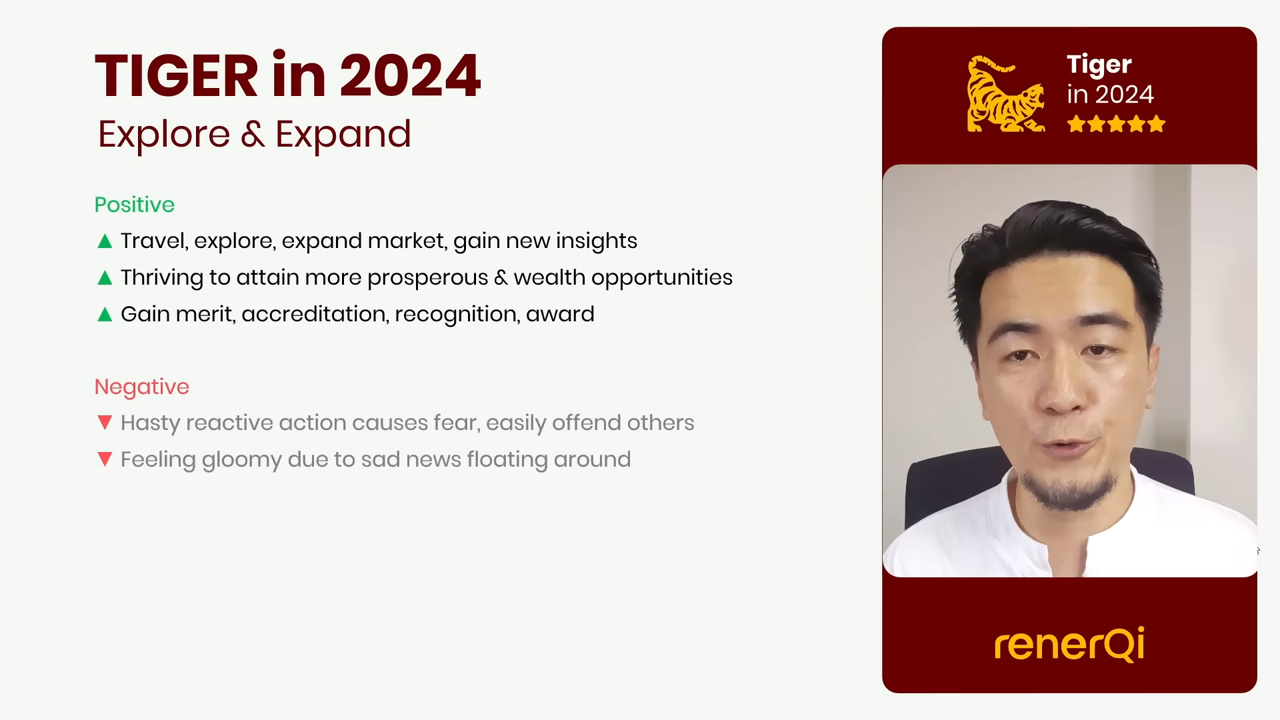 TIGER in 2024
Explore & Expand
Positive
▲ Travel, explore, expand market, gain new insights
▲ Thriving to attain more prosperous & wealth opportunities
▲ Gain merit, accreditation, recognition, award
Negative
▼ Hasty reactive action causes fear, easily offend others
▼ Feeling gloomy due to sad news floating around
Tiger
in 2024
★★★★★
renerQi